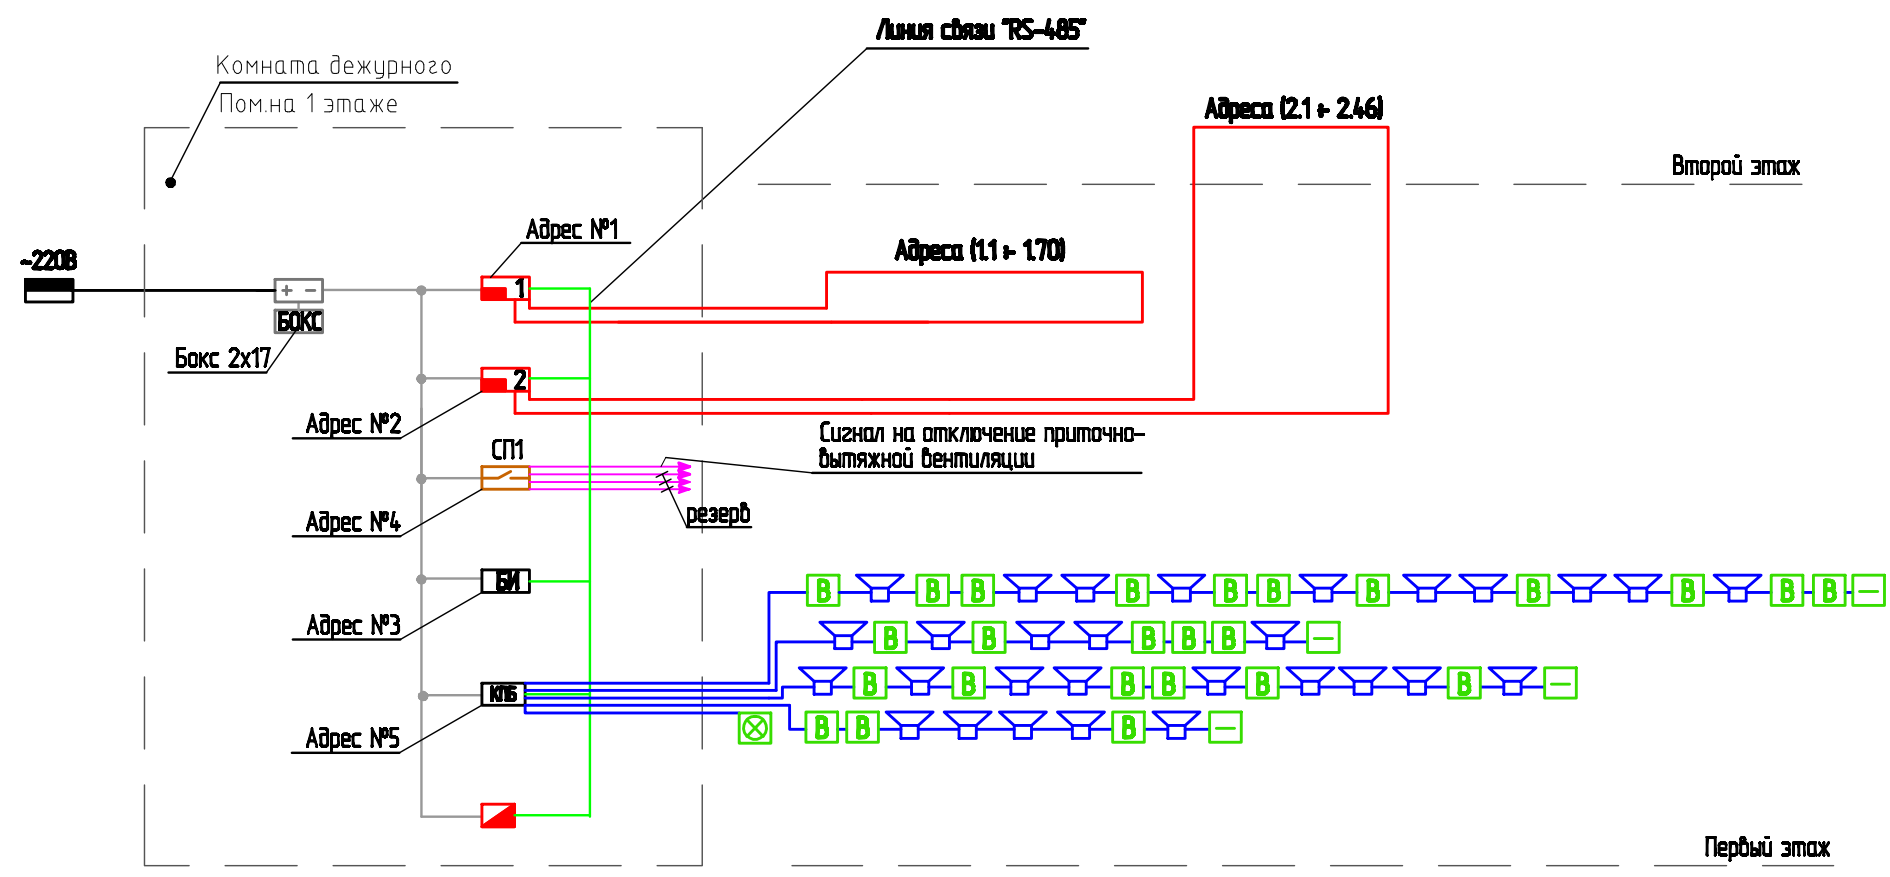 Линия связи "RS-485"
Комната дежурного
Пом.на 1 этаже
Адреса (2.1 ÷ 2.46)
Второй этаж
Адрес №1
Адреса (1.1 ÷ 1.70)
~220В
+ -
1
БОКС
Бокс 2х17
2
Адрес №2
Сигнал на отключение приточно-
вытяжной вентиляции
СП1
резерв
Адрес №4
БИ
Адрес №3
В В В В В В В В В В В В
В В В В В
КПБ
В В В В В В
В В В
Адрес №5
Первый этаж